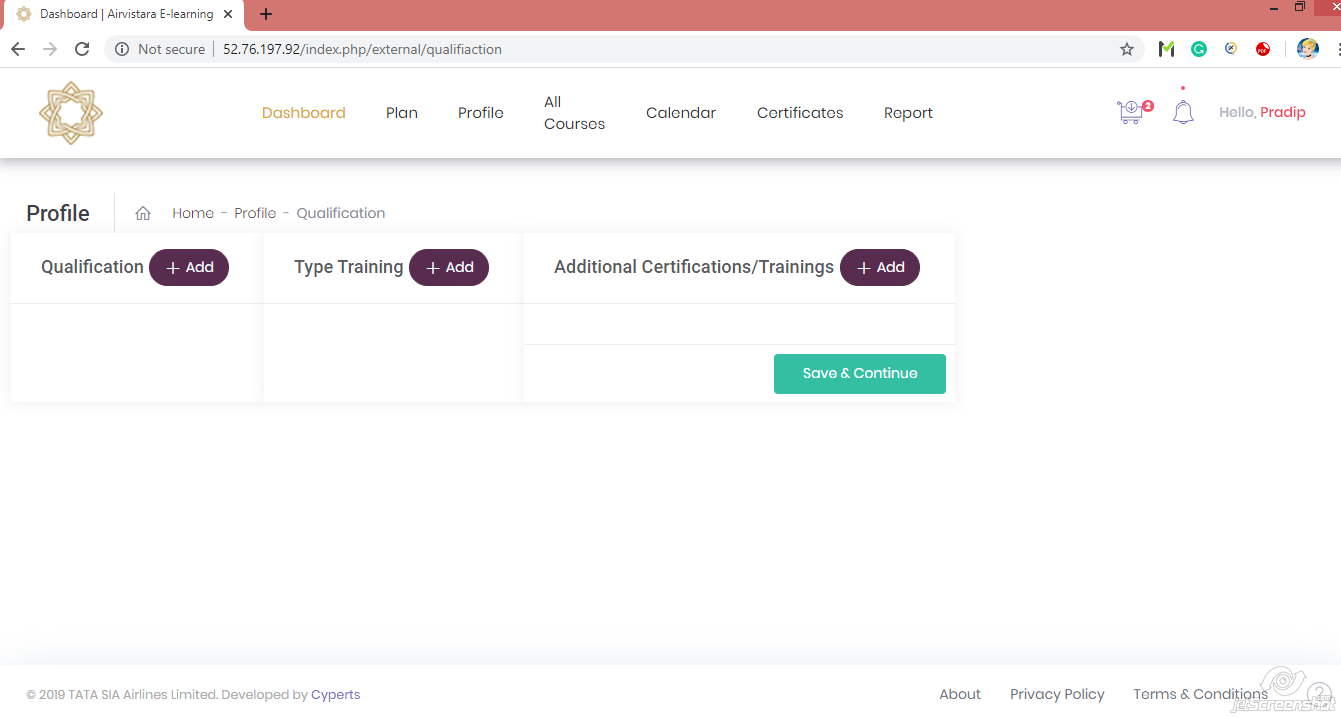 Dashboard | Airvistara E-learning
Not secure | 52.76.197.92/index.php/external/qualifiaction
Dashboard Plan Profile All Courses Calendar Certificates Report 2 Hello, Pradip
Profile Home - Profile - Qualification
Qualification + Add Type Training + Add Additional Certifications/Trainings + Add
Save & Continue
© 2019 TATA SIA Airlines Limited. Developed by Cyperts About Privacy Policy Terms & Conditions
jetScreenshot